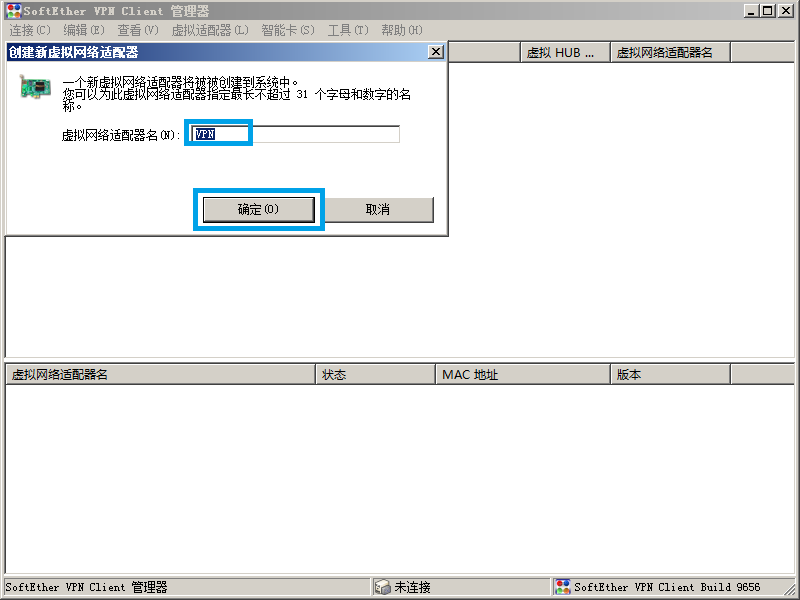 SoftEther VPN Client 管理器
连接(C) 编辑(E) 查看(V) 虚拟适配器(L) 智能卡(S) 工具(T) 帮助(H)
创建新虚拟网络适配器
虚拟 HUB ... 虚拟网络适配器名
一个新虚拟网络适配器将被被创建到系统中。
您可以为此虚拟网络适配器指定最长不超过 31 个字母和数字的名
称。
虚拟网络适配器名(N): VPN
确定(O) 取消
虚拟网络适配器名 状态 MAC 地址 版本
SoftEther VPN Client 管理器 未连接 SoftEther VPN Client Build 9656